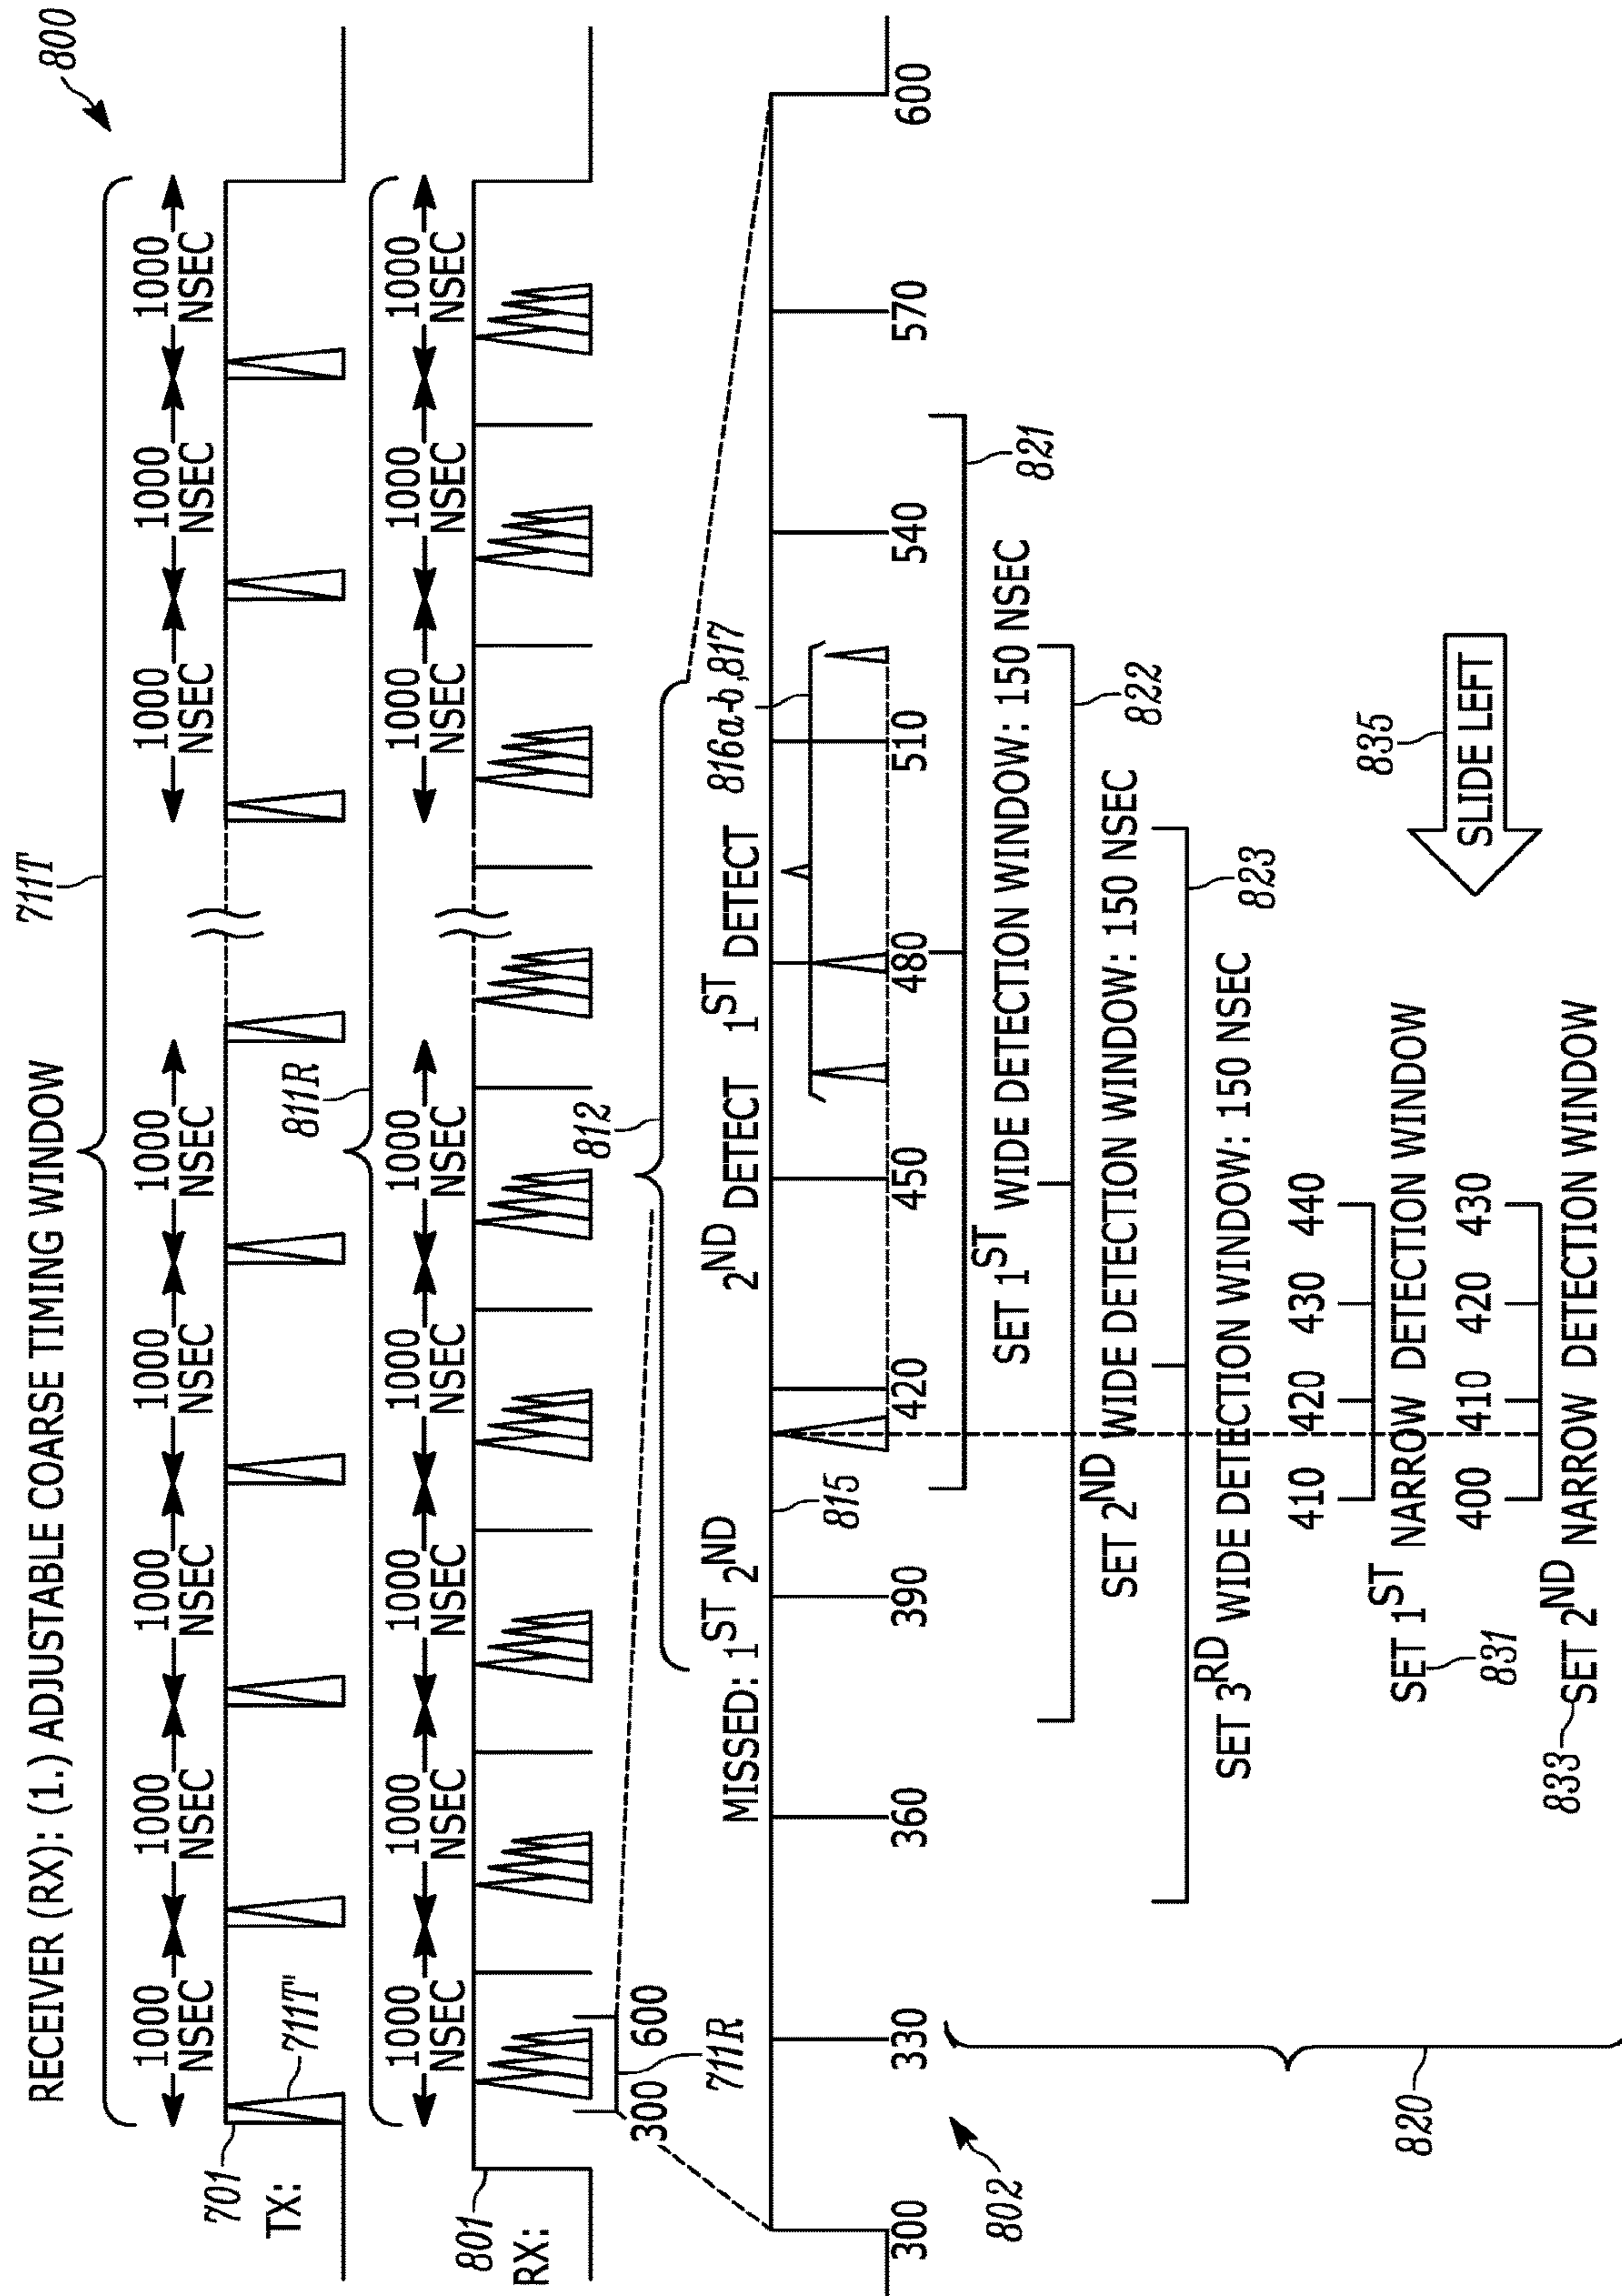 RECEIVER (RX): (1.) ADJUSTABLE COARSE TIMING WINDOW
800
711T
1000 NSEC 1000 NSEC 1000 NSEC 1000 NSEC 1000 NSEC 1000 NSEC 1000 NSEC 1000 NSEC
701
TX:
711T'
811R
1000 NSEC 1000 NSEC 1000 NSEC 1000 NSEC 1000 NSEC 1000 NSEC 1000 NSEC 1000 NSEC
801
RX:
300 600
711R
812
MISSED: 1ST 2ND 2ND DETECT 1ST DETECT 816a-b,817
815
300 330 360 390 420 450 480 510 540 570 600
802
821
SET 1ST WIDE DETECTION WINDOW: 150 NSEC
822
SET 2ND WIDE DETECTION WINDOW: 150 NSEC
823
SET 3RD WIDE DETECTION WINDOW: 150 NSEC
410 420 430 440
SET 1ST NARROW DETECTION WINDOW
831
400 410 420 430
833 SET 2ND NARROW DETECTION WINDOW
835
SLIDE LEFT
820